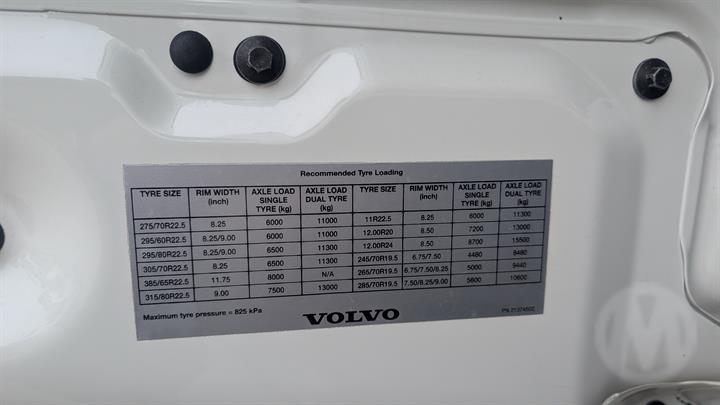 Recommended Tyre Loading
TYRE SIZE RIM WIDTH (inch) AXLE LOAD SINGLE TYRE (kg) AXLE LOAD DUAL TYRE (kg) TYRE SIZE RIM WIDTH (inch) AXLE LOAD SINGLE TYRE (kg) AXLE LOAD DUAL TYRE (kg)
275/70R22.5 8.25 6000 11000 11R22.5 8.25 6000 11300
295/60R22.5 8.25/9.00 6000 11000 12.00R20 8.50 7200 13000
295/80R22.5 8.25/9.00 6500 11300 12.00R24 8.50 8700 15500
305/70R22.5 8.25 6500 11300 245/70R19.5 6.75/7.50 4480 8480
385/65R22.5 11.75 8000 N/A 265/70R19.5 6.75/7.50/8.25 5000 9440
315/80R22.5 9.00 7500 13000 285/70R19.5 7.50/8.25/9.00 5600 10600
Maximum tyre pressure = 825 kPa
VOLVO
M